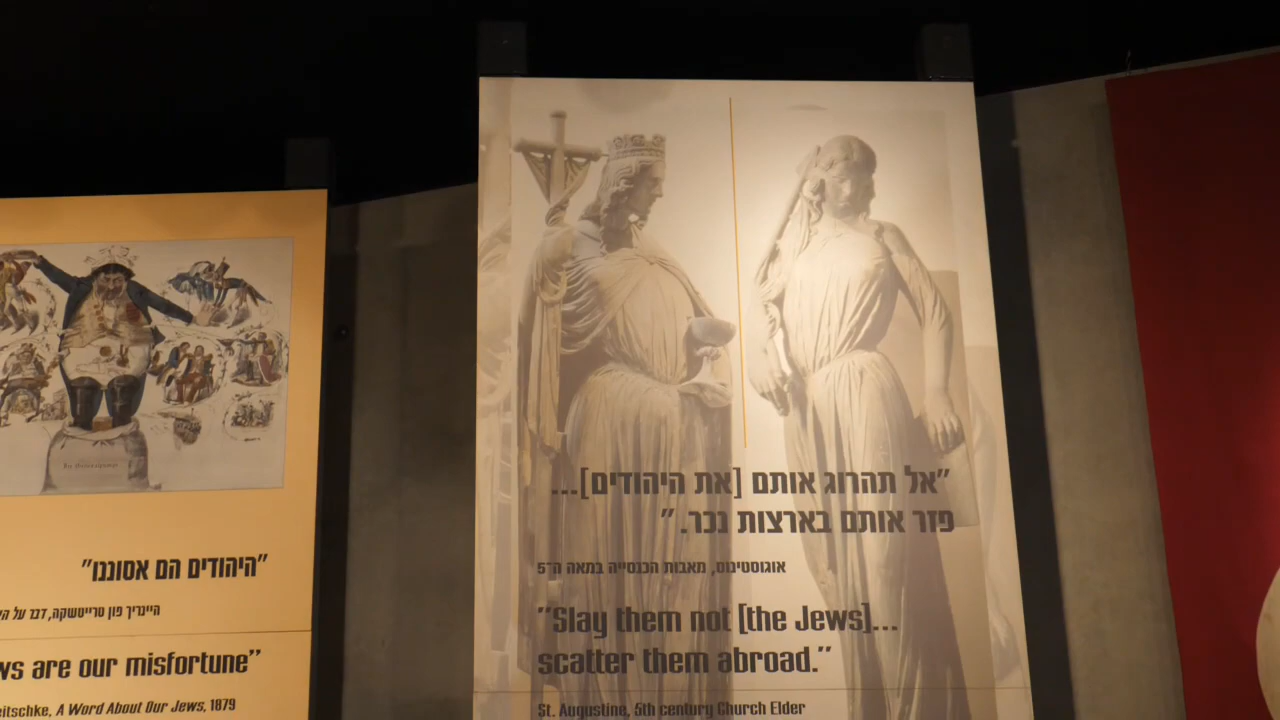 "היהודים הם אסוננו"
היינריך פון טרייטשקה, דבר על
ws are our misfortune"
eitschke, A Word About Our Jews, 1879
"אל תהרוג אותם [את היהודים]...
פזר אותם בארצות נכר."
אוגוסטינוס, מאבות הכנסייה במאה ה־5
"Slay them not [the Jews]...
scatter them abroad."
St. Augustine, 5th century Church Elder